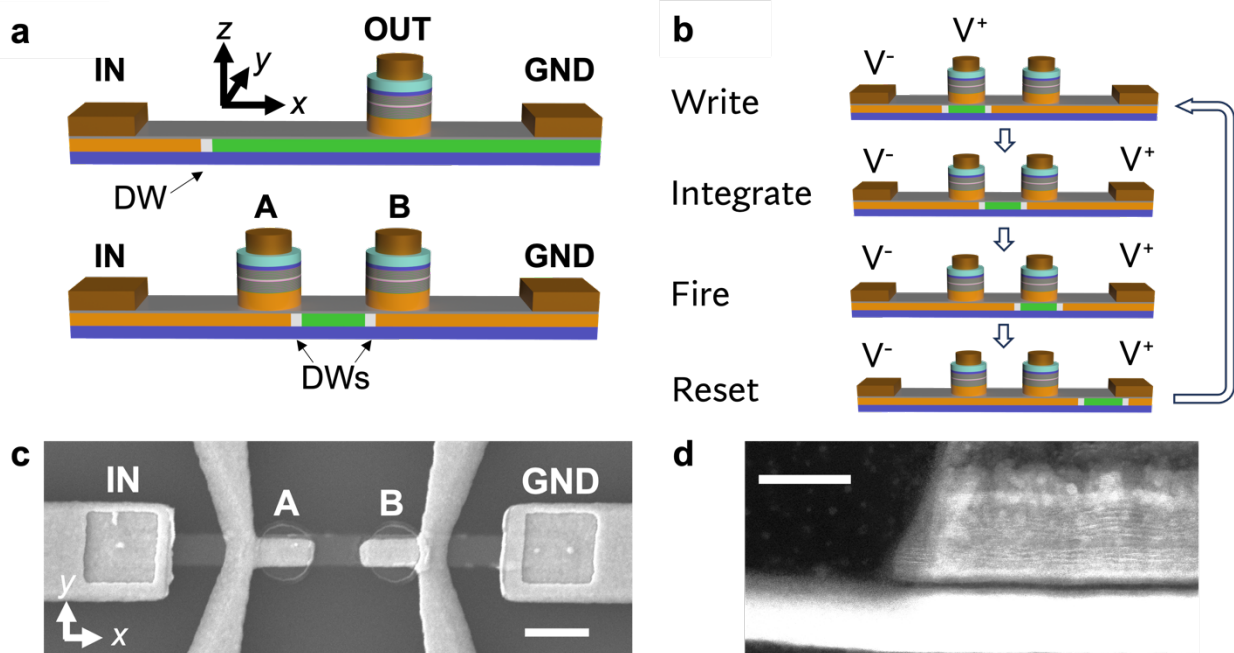 a
z
y
x
IN
OUT
GND
DW
A
B
IN
GND
DWs
b
V⁺
V⁻
Write
V⁻
V⁺
Integrate
V⁻
V⁺
Fire
V⁻
V⁺
Reset
c
IN
A
B
GND
y
x
d